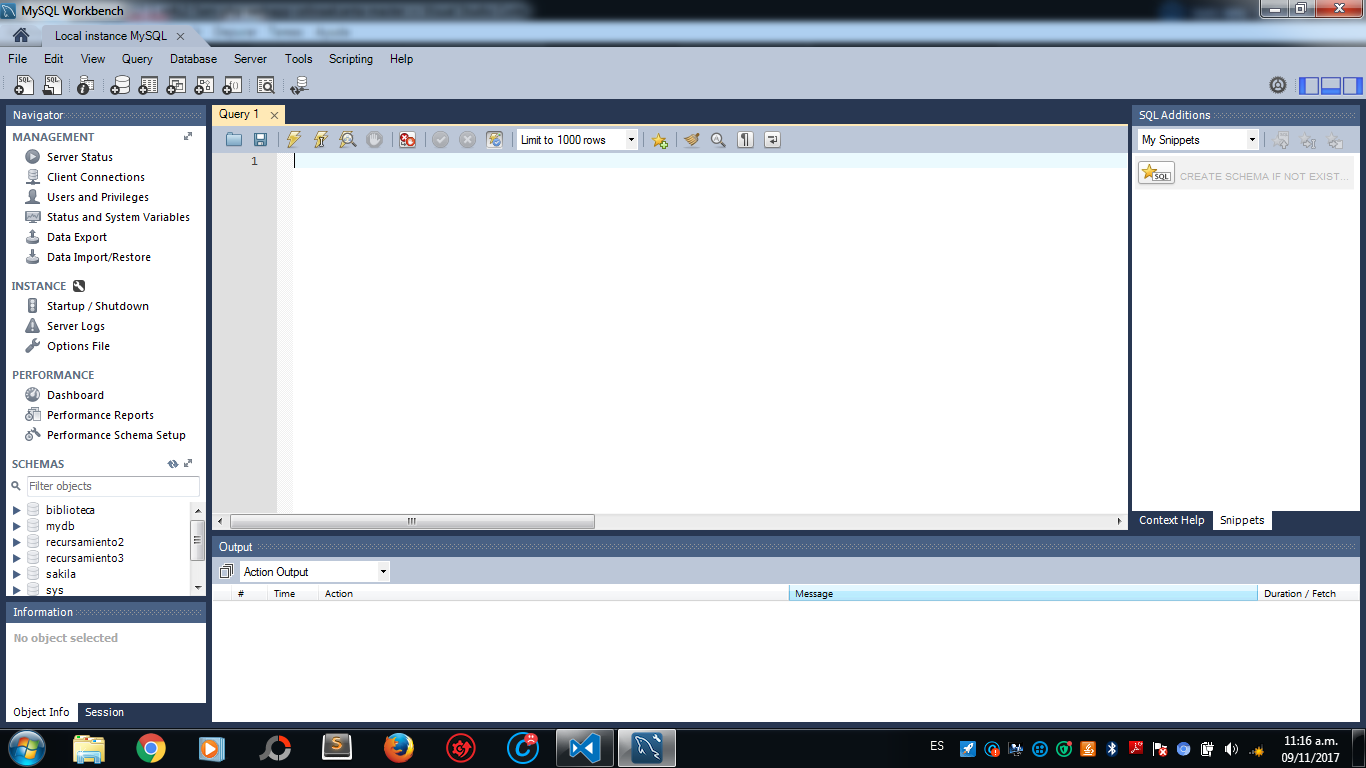 MySQL Workbench
Local instance MySQL
File Edit View Query Database Server Tools Scripting Help
Navigator
MANAGEMENT
Server Status
Client Connections
Users and Privileges
Status and System Variables
Data Export
Data Import/Restore
INSTANCE
Startup / Shutdown
Server Logs
Options File
PERFORMANCE
Dashboard
Performance Reports
Performance Schema Setup
SCHEMAS
Filter objects
biblioteca
mydb
recursamiento2
recursamiento3
sakila
sys
Information
No object selected
Object Info Session
Query 1
Limit to 1000 rows
1
SQL Additions
My Snippets
SQL CREATE SCHEMA IF NOT EXIST...
Context Help Snippets
Output
Action Output
# Time Action Message Duration / Fetch
ES
11:16 a.m.
09/11/2017